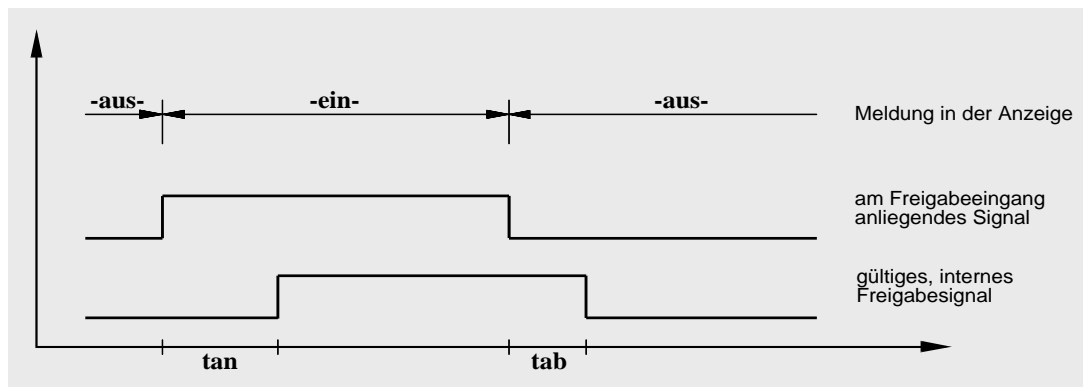 -aus-
-ein-
-aus-
Meldung in der Anzeige
am Freigabeeingang
anliegendes Signal
gültiges, internes
Freigabesignal
tan
tab